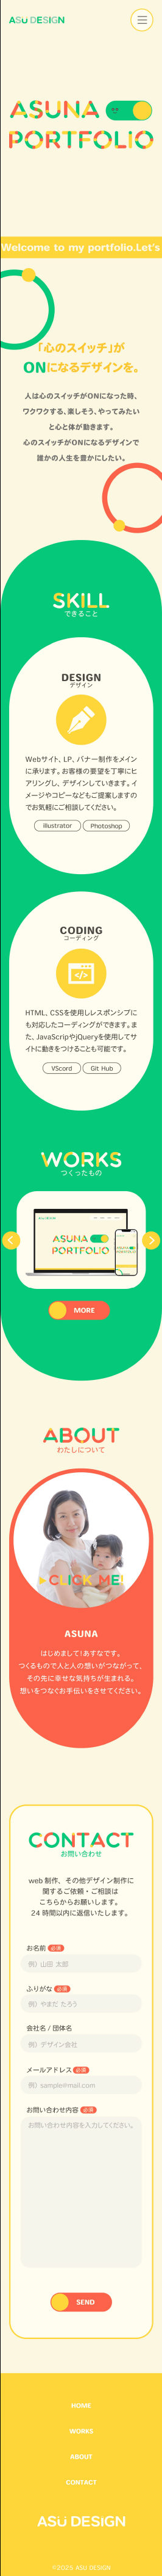 ASU DESIGN
ASUNA
PORTFOLIO
Welcome to my portfolio.Let's
「心のスイッチ」が
ONになるデザインを。
人は心のスイッチがONになった時、
ワクワクする、楽しそう、やってみたい
と心と体が動きます。
心のスイッチがONになるデザインで
誰かの人生を豊かにしたい。
SKILL
できること
DESIGN
デザイン
Webサイト、LP、バナー制作をメイン
に承ります。お客様の要望を丁寧にヒ
アリングし、デザインしていきます。イ
メージやコピーなどもご提案しますの
でお気軽にご相談してください。
illustrator
Photoshop
CODING
コーディング
HTML、CSSを使用しレスポンシブに
も対応したコーディングができます。ま
た、JavaScripやjQueryを使用してサ
イトに動きをつけることも可能です。
VScord
Git Hub
WORKS
つくったもの
ASUNA
PORTFOLIO
MORE
ABOUT
わたしについて
CLICK ME!
ASUNA
はじめまして!あすなです。
つくるもので人と人の想いがつながって、
その先に幸せな気持ちが生まれる。
想いをつなぐお手伝いをさせてください。
CONTACT
お問い合わせ
web 制作、その他デザイン制作に
関するご依頼・ご相談は
こちらからお願いします。
24 時間以内に返信いたします。
お名前 必須
例）山田 太郎
ふりがな 必須
例）やまだ たろう
会社名 / 団体名
例）デザイン会社
メールアドレス 必須
例）sample@mail.com
お問い合わせ内容 必須
お問い合わせ内容を入力してください。
SEND
HOME
WORKS
ABOUT
CONTACT
ASU DESIGN
©2025 ASU DESIGN